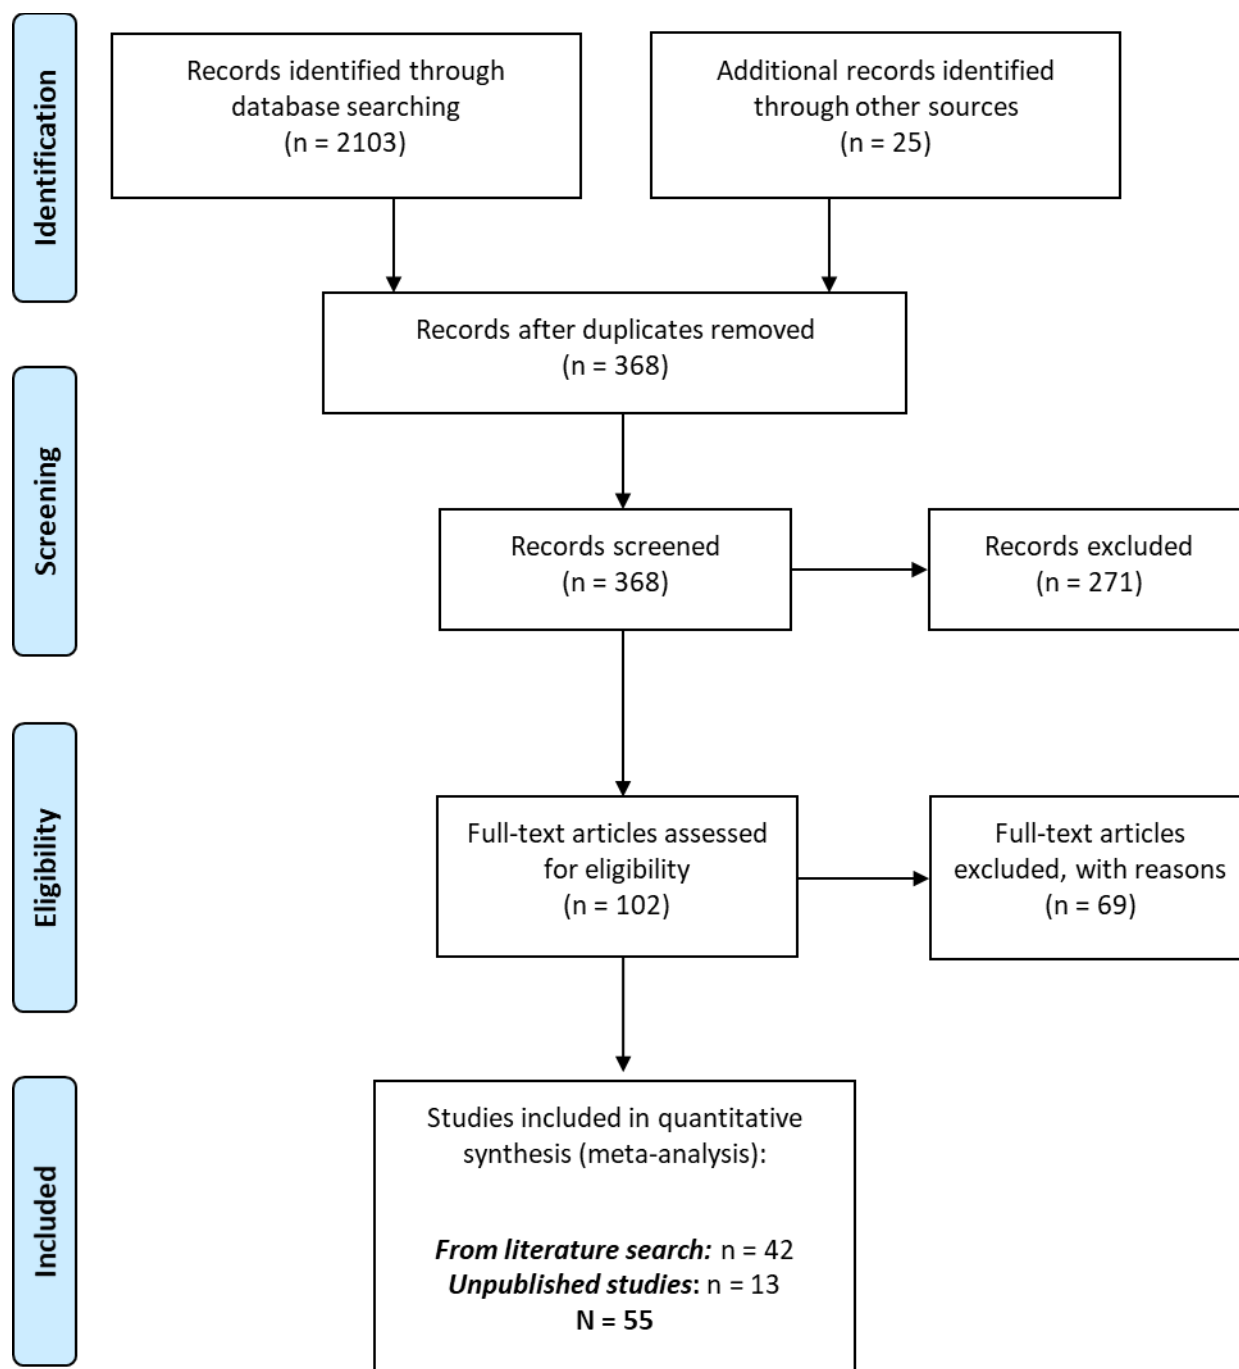 Identification
Records identified through
database searching
(n = 2103)
Additional records identified
through other sources
(n = 25)
Records after duplicates removed
(n = 368)
Screening
Records screened
(n = 368)
Records excluded
(n = 271)
Eligibility
Full-text articles assessed
for eligibility
(n = 102)
Full-text articles
excluded, with reasons
(n = 69)
Included
Studies included in quantitative
synthesis (meta-analysis):
From literature search: n = 42
Unpublished studies: n = 13
N = 55